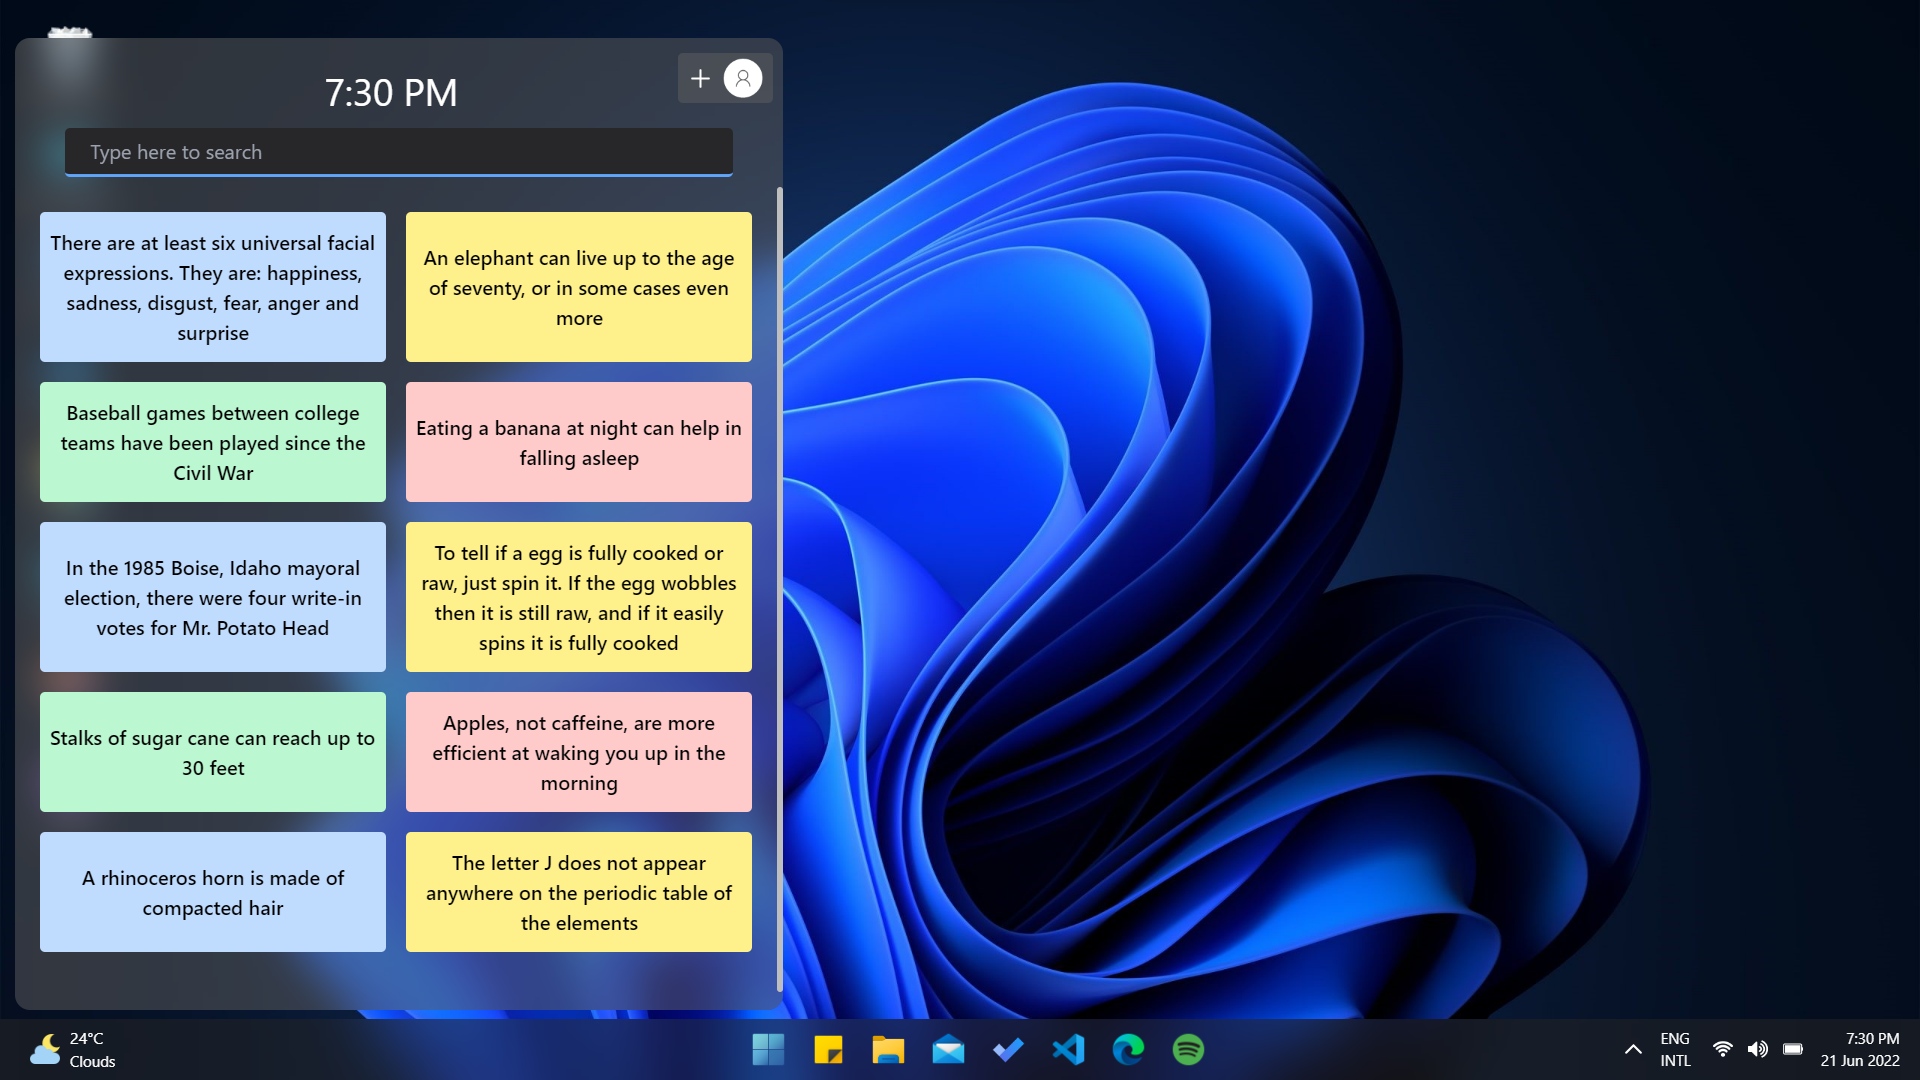 7:30 PM
Type here to search
There are at least six universal facial
expressions. They are: happiness,
sadness, disgust, fear, anger and
surprise
An elephant can live up to the age
of seventy, or in some cases even
more
Baseball games between college
teams have been played since the
Civil War
Eating a banana at night can help in
falling asleep
In the 1985 Boise, Idaho mayoral
election, there were four write-in
votes for Mr. Potato Head
To tell if a egg is fully cooked or
raw, just spin it. If the egg wobbles
then it is still raw, and if it easily
spins it is fully cooked
Stalks of sugar cane can reach up to
30 feet
Apples, not caffeine, are more
efficient at waking you up in the
morning
A rhinoceros horn is made of
compacted hair
The letter J does not appear
anywhere on the periodic table of
the elements
24°C
Clouds
ENG
INTL
7:30 PM
21 Jun 2022